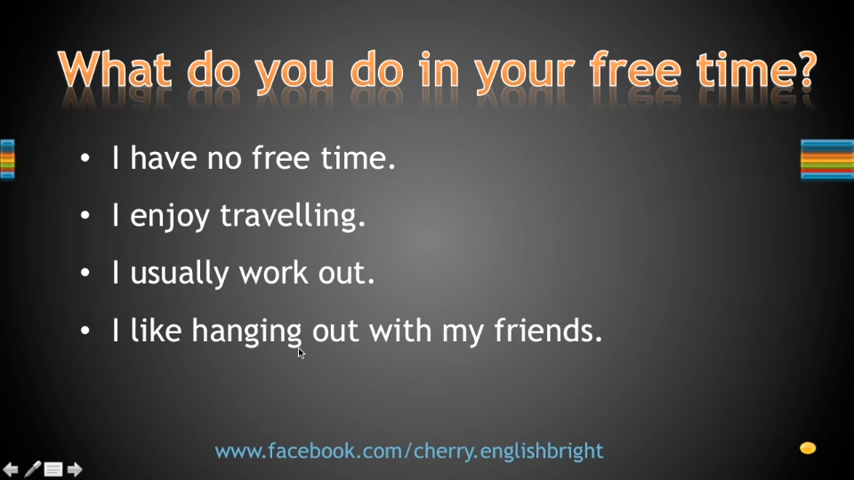 What do you do in your free time?
• I have no free time.
• I enjoy travelling.
• I usually work out.
• I like hanging out with my friends.
www.facebook.com/cherry.englishbright